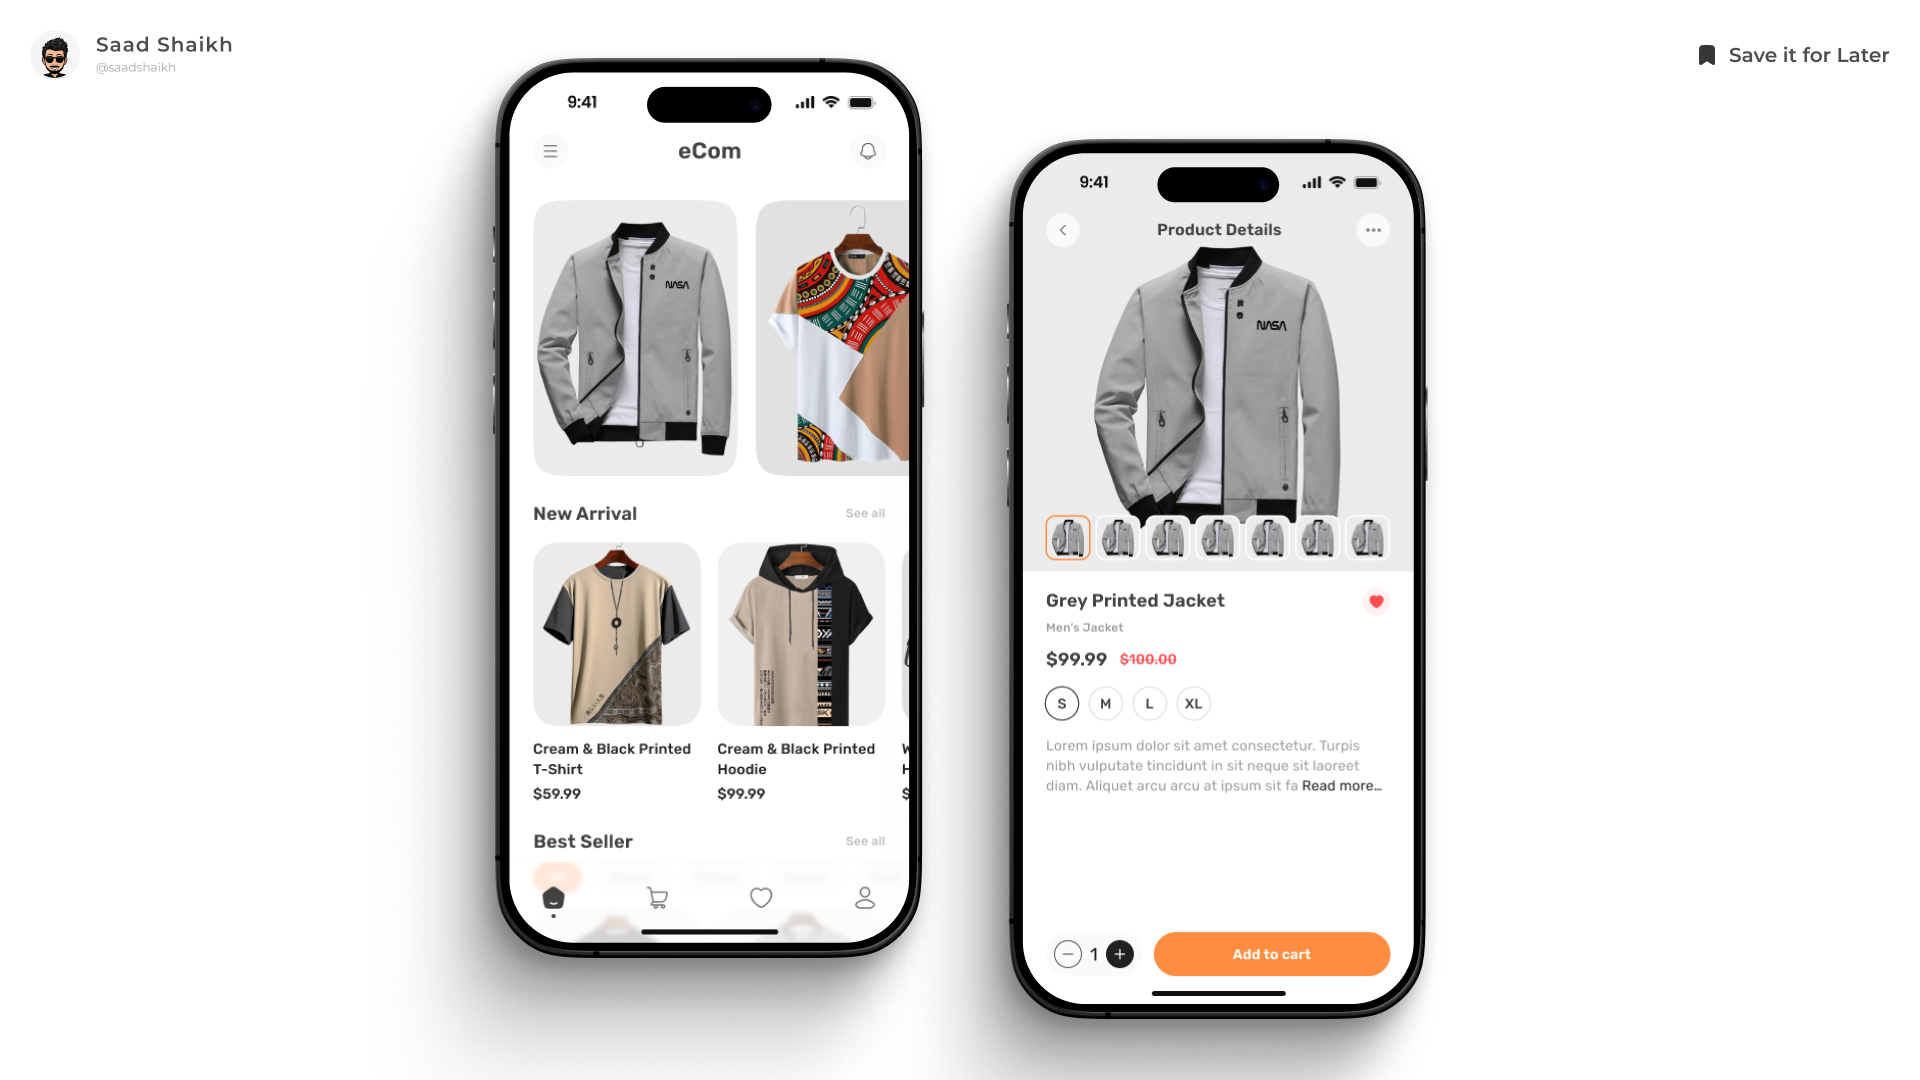 Saad Shaikh
@saadshaikh
Save it for Later
9:41
eCom
NASA
New Arrival
See all
Cream & Black Printed
T-Shirt
$59.99
Cream & Black Printed
Hoodie
$99.99
Best Seller
See all
9:41
Product Details
NASA
Grey Printed Jacket
Men's Jacket
$99.99 $100.00
S M L XL
Lorem ipsum dolor sit amet consectetur. Turpis
nibh vulputate tincidunt in sit neque sit laoreet
diam. Aliquet arcu arcu at ipsum sit fa Read more...
1
Add to cart